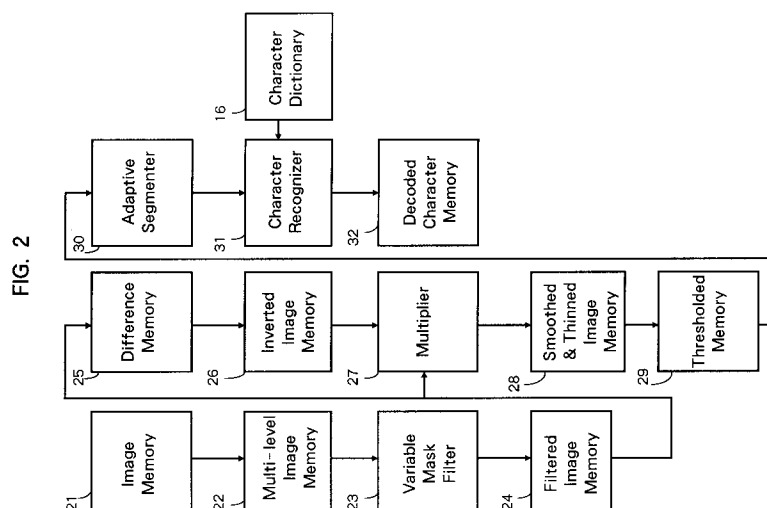 FIG. 2
21
Image
Memory
22
Multi-level
Image
Memory
23
Variable
Mask
Filter
24
Filtered
Image
Memory
25
Difference
Memory
26
Inverted
Image
Memory
27
Multiplier
28
Smoothed
& Thinned
Image
Memory
29
Thresholded
Memory
30
Adaptive
Segmenter
31
Character
Recognizer
32
Decoded
Character
Memory
16
Character
Dictionary